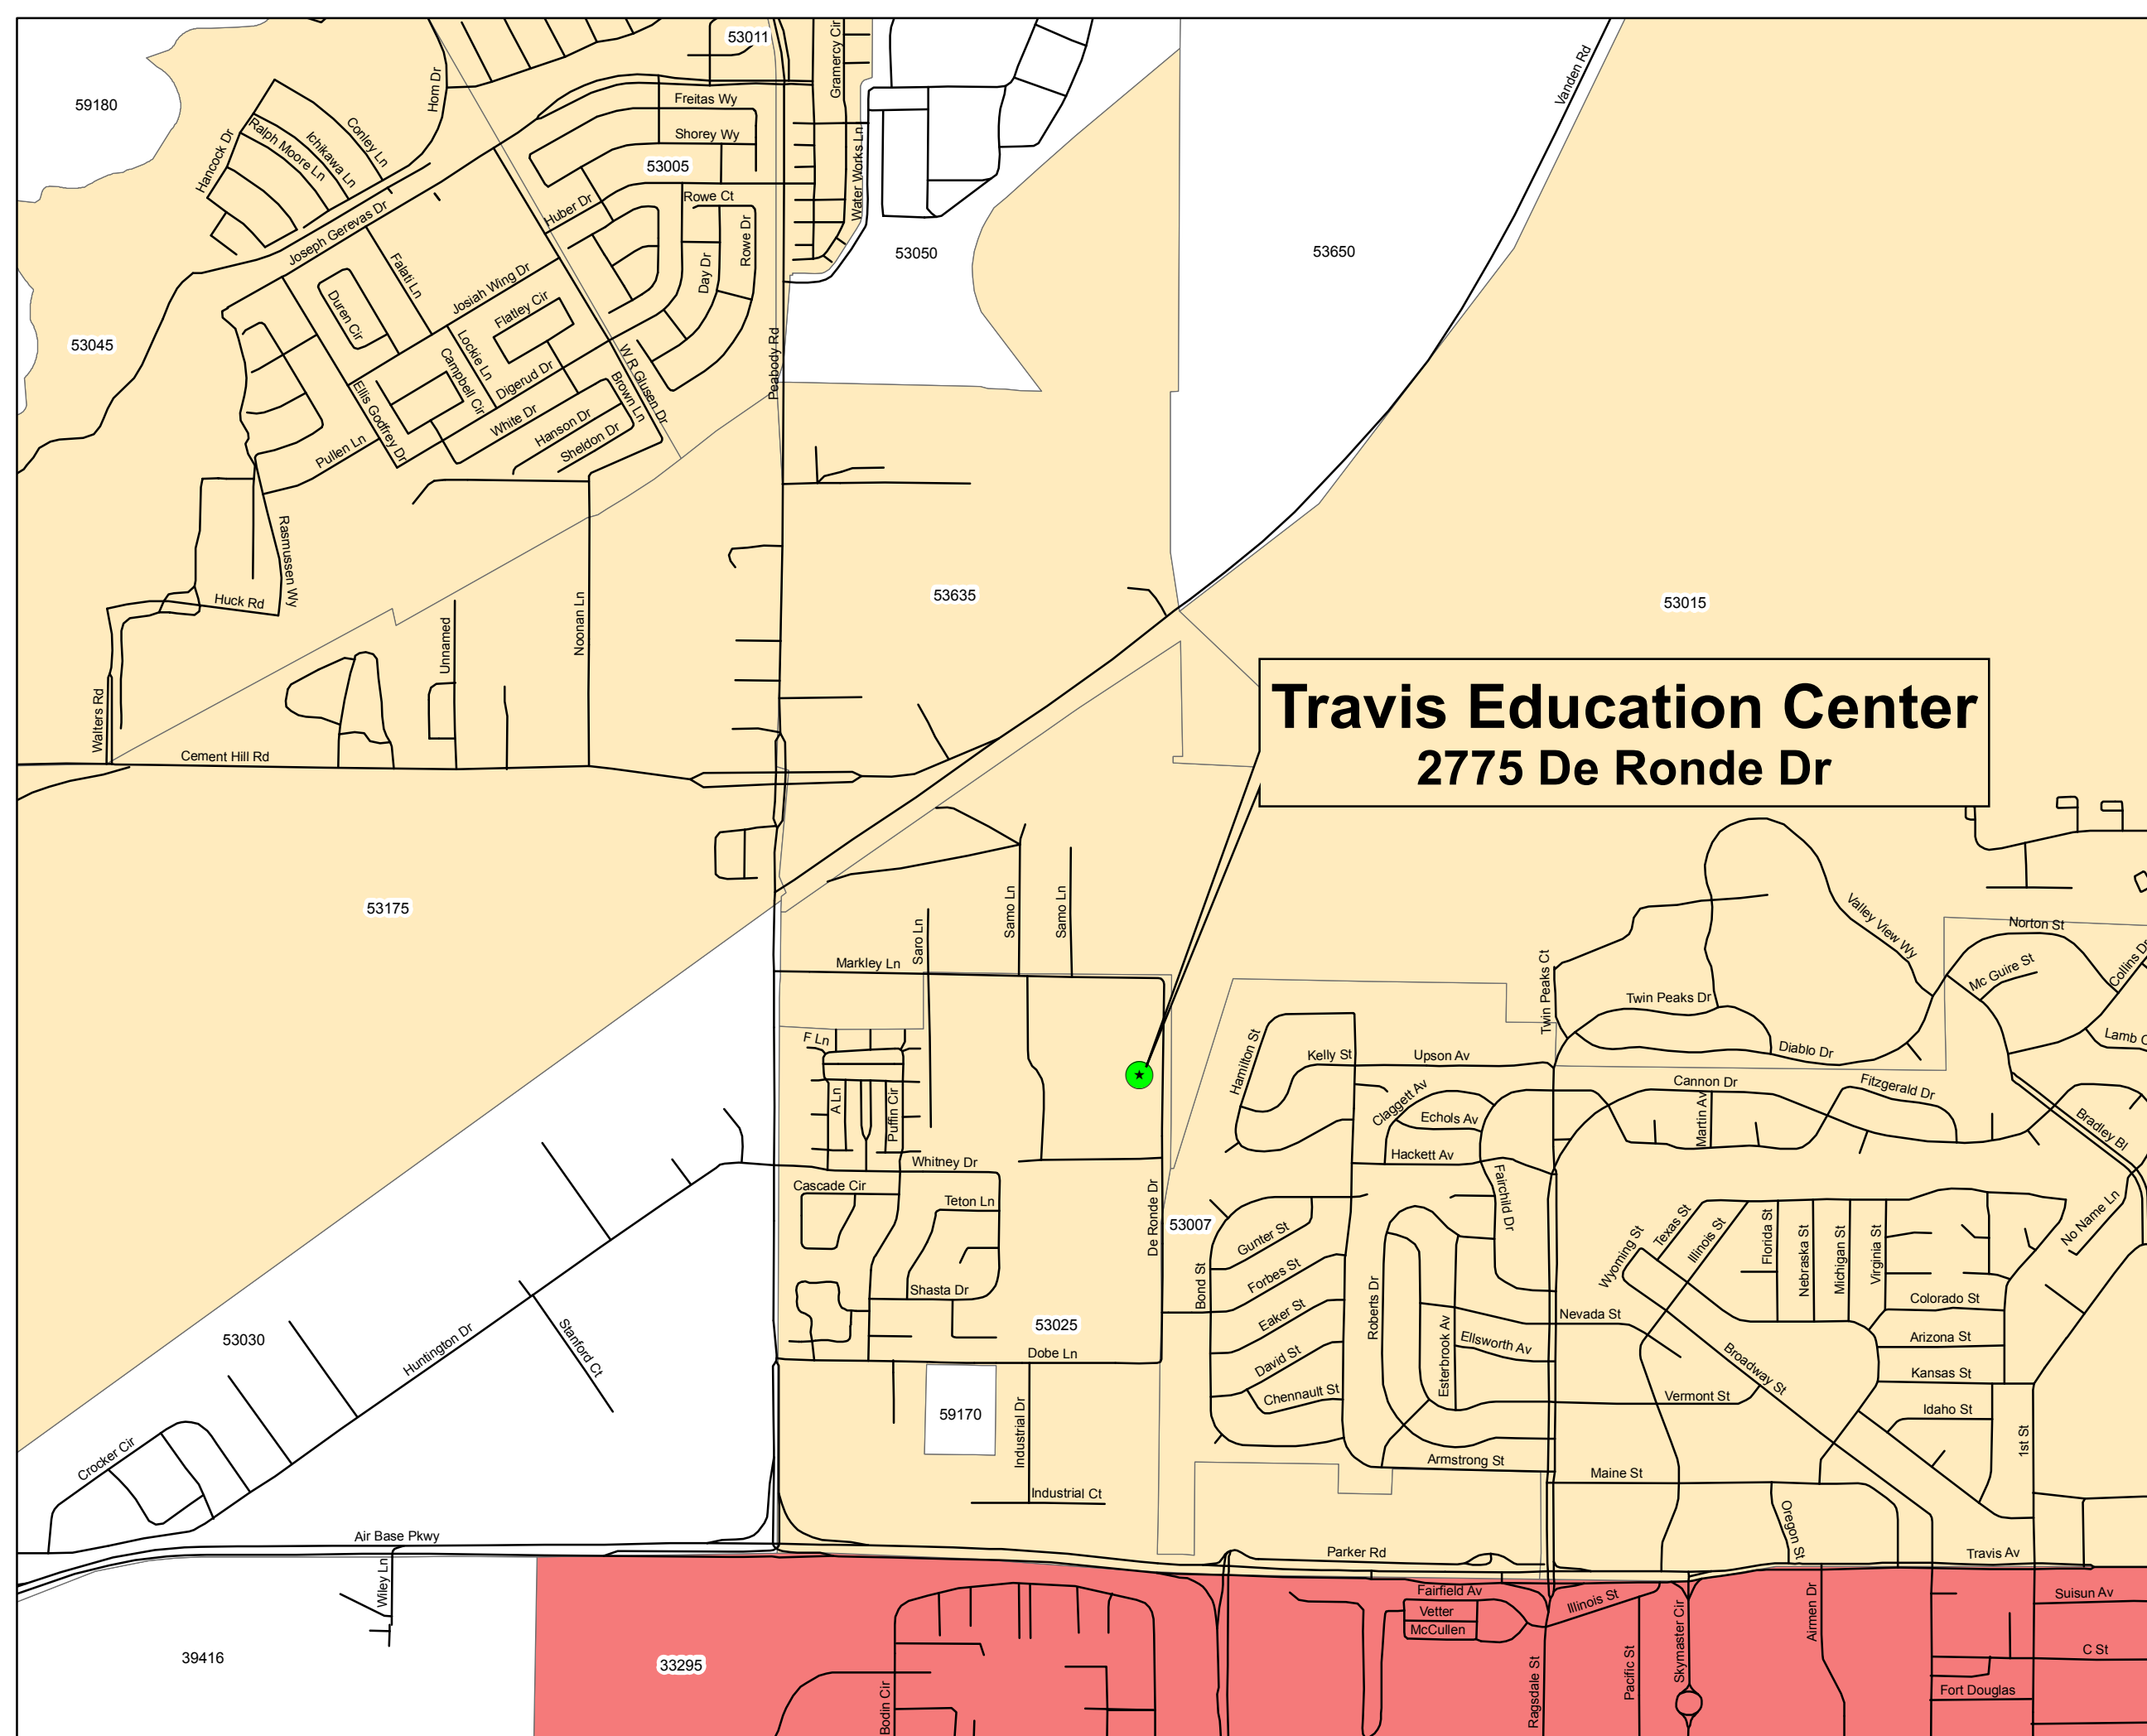 53011
Gramercy Cir
Vanden Rd
59180
Horn Dr
Freitas Wy
Conley Ln
Ichikawa Ln
Ralph Moore Ln
Hancock Dr
Shorey Wy
53005
Water Works Ln
Rowe Ct
Huber Dr
Joseph Gerevas Dr
Rowe Dr
Day Dr
53050
53650
Falati Ln
Josiah Wing Dr
Duren Cir
Flatley Cir
53045
Lockie Ln
Campbell Cir
Digerud Dr
W R Glusen Dr
Brown Ln
Peabody Rd
Ellis Godfrey Dr
White Dr
Hanson Dr
Sheldon Dr
Pullen Ln
Rasmussen Wy
Huck Rd
Unnamed
Noonan Ln
53635
53015
Travis Education Center
2775 De Ronde Dr
Walters Rd
Cement Hill Rd
53175
Saro Ln
Samo Ln
Samo Ln
Markley Ln
Valley View Wy
Norton St
Mc Guire St
Collins Dr
Twin Peaks Ct
Twin Peaks Dr
Diablo Dr
Lamb C
F Ln
A Ln
Puffin Cir
Hamilton St
Kelly St
Upson Av
Claggett Av
Echols Av
Hackett Av
Cannon Dr
Martin Av
Fitzgerald Dr
Bradley Bl
Whitney Dr
Cascade Cir
Teton Ln
De Ronde Dr
53007
Fairchild Dr
No Name Ln
Gunter St
Forbes St
Bond St
Eaker St
David St
Chennault St
Roberts Dr
Esterbrook Av
Ellsworth Av
Nevada St
Wyoming St
Texas St
Illinois St
Florida St
Nebraska St
Michigan St
Virginia St
Colorado St
Arizona St
Kansas St
Idaho St
Shasta Dr
53025
Dobe Ln
53030
Huntington Dr
Stanford Ct
Broadway St
Vermont St
59170
Industrial Dr
Industrial Ct
Crocker Cir
Armstrong St
Maine St
Oregon St
1st St
Air Base Pkwy
Wiley Ln
Parker Rd
Travis Av
Fairfield Av
Vetter
McCullen
Illinois St
Ragsdale St
Pacific St
Skymaster Cir
Airmen Dr
Suisun Av
C St
Fort Douglas
39416
33295
Bodin Cir